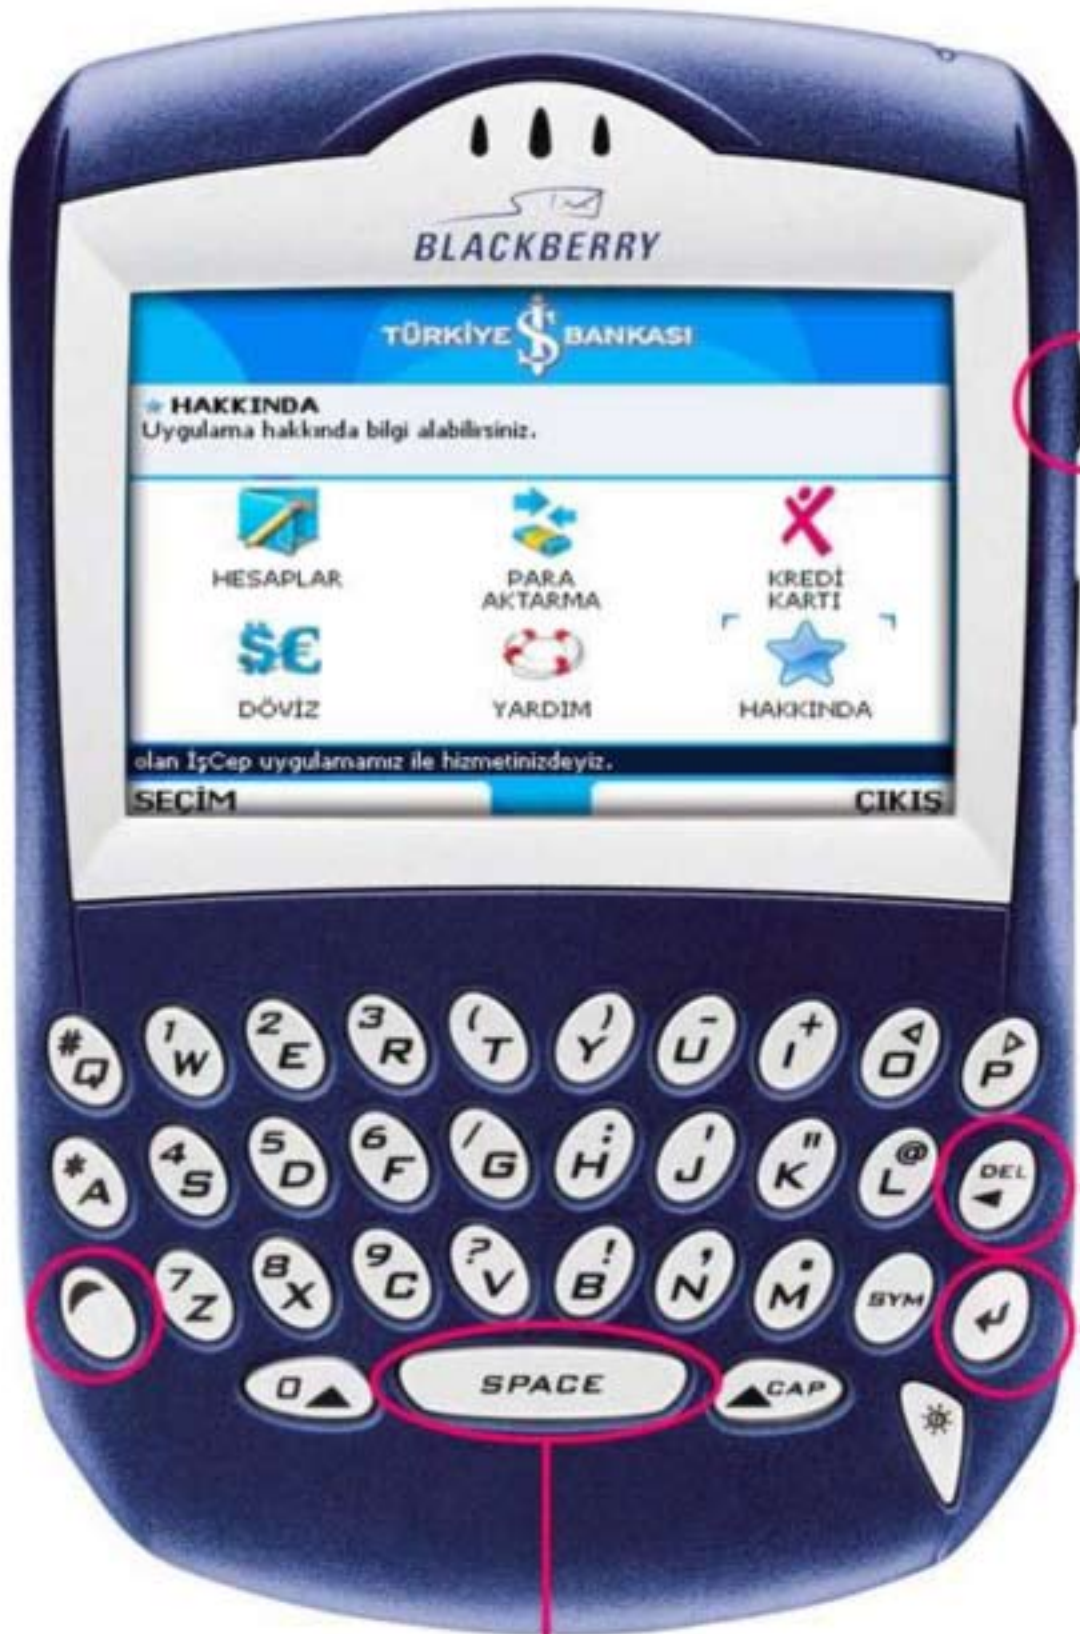 BLACKBERRY
TÜRKİYE İŞ BANKASI
HAKKINDA
Uygulama hakkında bilgi alabilirsiniz.
HESAPLAR
PARA
AKTARMA
KREDİ
KARTI
$€
DÖVİZ
YARDIM
HAKKINDA
olan İşCep uygulamamız ile hizmetinizdeyiz.
SEÇİM
ÇIKIŞ
# Q 1 W 2 E 3 R ( T ) Y - U + I O P
* A 4 S 5 D 6 F / G : H ' J " K @ L DEL
7 Z 8 X 9 C ? V ! B , N . M SYM
0 SPACE CAP